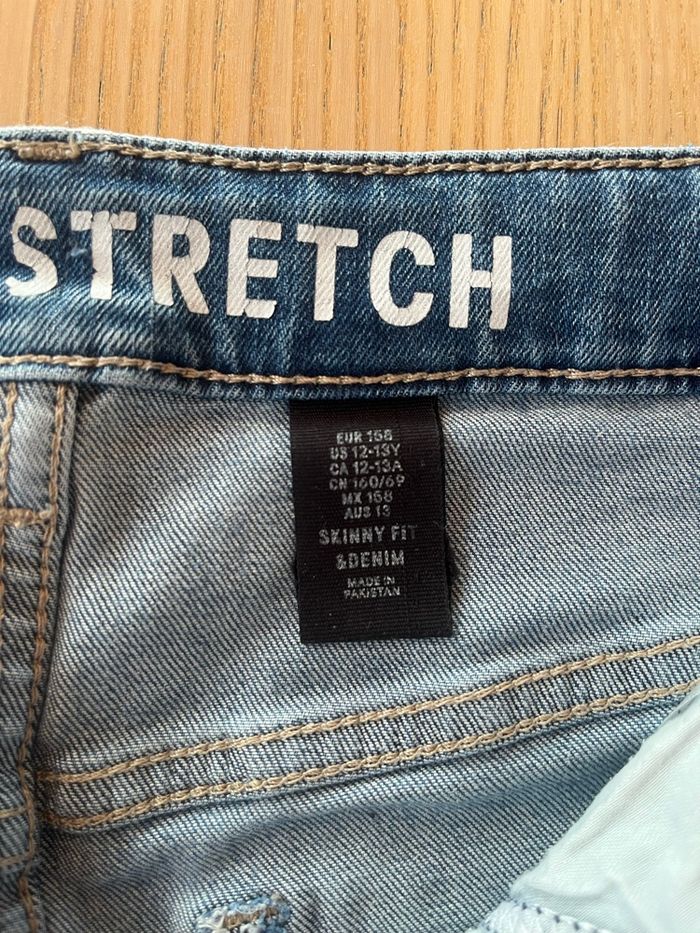 STRETCH
EUR 158
US 12-13Y
CA 12-13A
CN 160/69
MX 158
AUS 13
SKINNY FIT
&DENIM
MADE IN
PAKISTAN